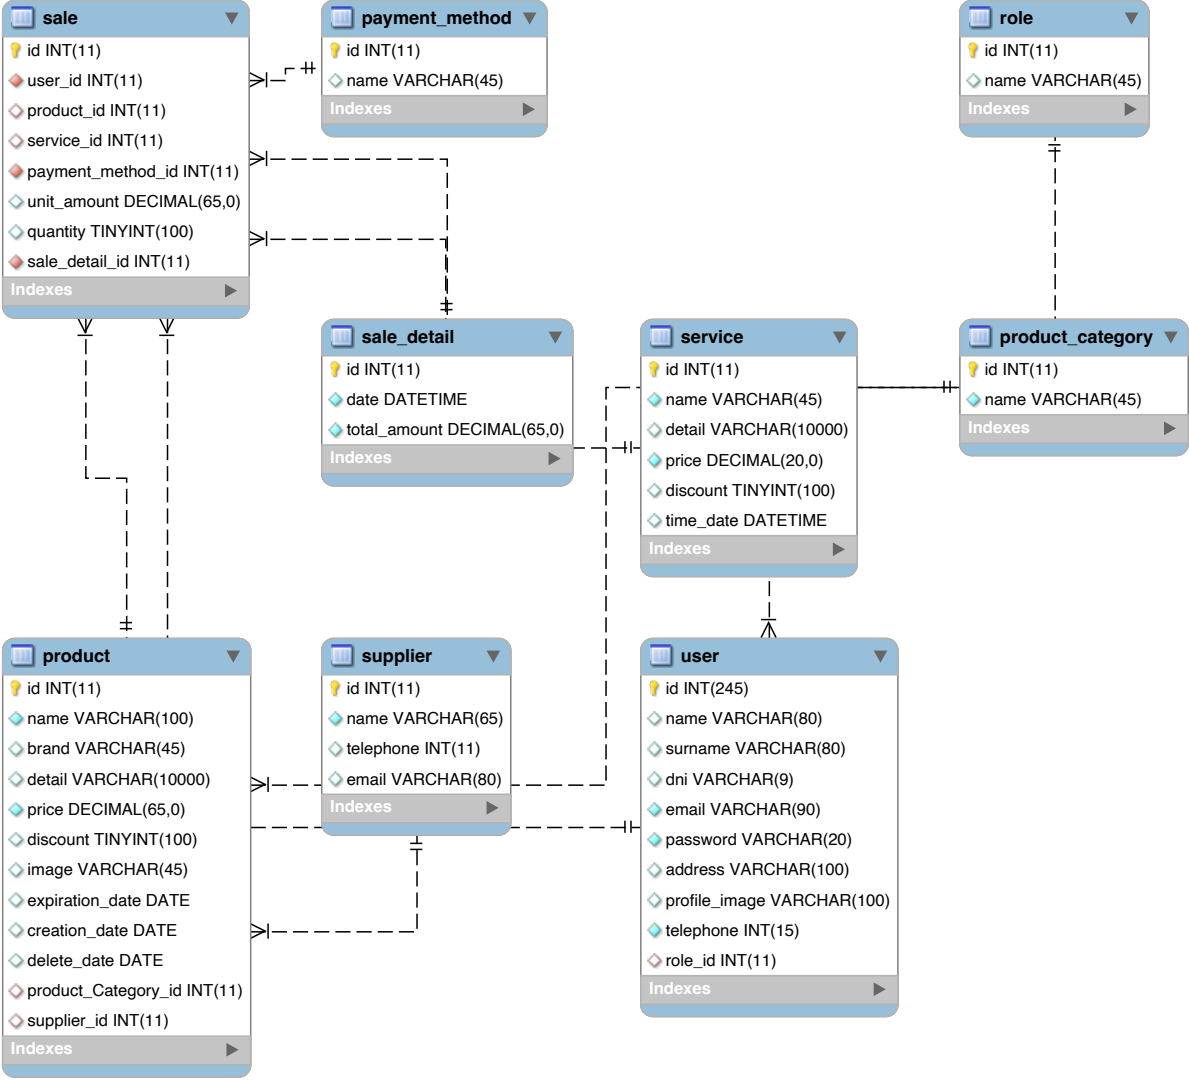 sale
id INT(11)
user_id INT(11)
product_id INT(11)
service_id INT(11)
payment_method_id INT(11)
unit_amount DECIMAL(65,0)
quantity TINYINT(100)
sale_detail_id INT(11)
Indexes
payment_method
id INT(11)
name VARCHAR(45)
Indexes
role
id INT(11)
name VARCHAR(45)
Indexes
sale_detail
id INT(11)
date DATETIME
total_amount DECIMAL(65,0)
Indexes
service
id INT(11)
name VARCHAR(45)
detail VARCHAR(10000)
price DECIMAL(20,0)
discount TINYINT(100)
time_date DATETIME
Indexes
product_category
id INT(11)
name VARCHAR(45)
Indexes
product
id INT(11)
name VARCHAR(100)
brand VARCHAR(45)
detail VARCHAR(10000)
price DECIMAL(65,0)
discount TINYINT(100)
image VARCHAR(45)
expiration_date DATE
creation_date DATE
delete_date DATE
product_Category_id INT(11)
supplier_id INT(11)
Indexes
supplier
id INT(11)
name VARCHAR(65)
telephone INT(11)
email VARCHAR(80)
Indexes
user
id INT(245)
name VARCHAR(80)
surname VARCHAR(80)
dni VARCHAR(9)
email VARCHAR(90)
password VARCHAR(20)
address VARCHAR(100)
profile_image VARCHAR(100)
telephone INT(15)
role_id INT(11)
Indexes